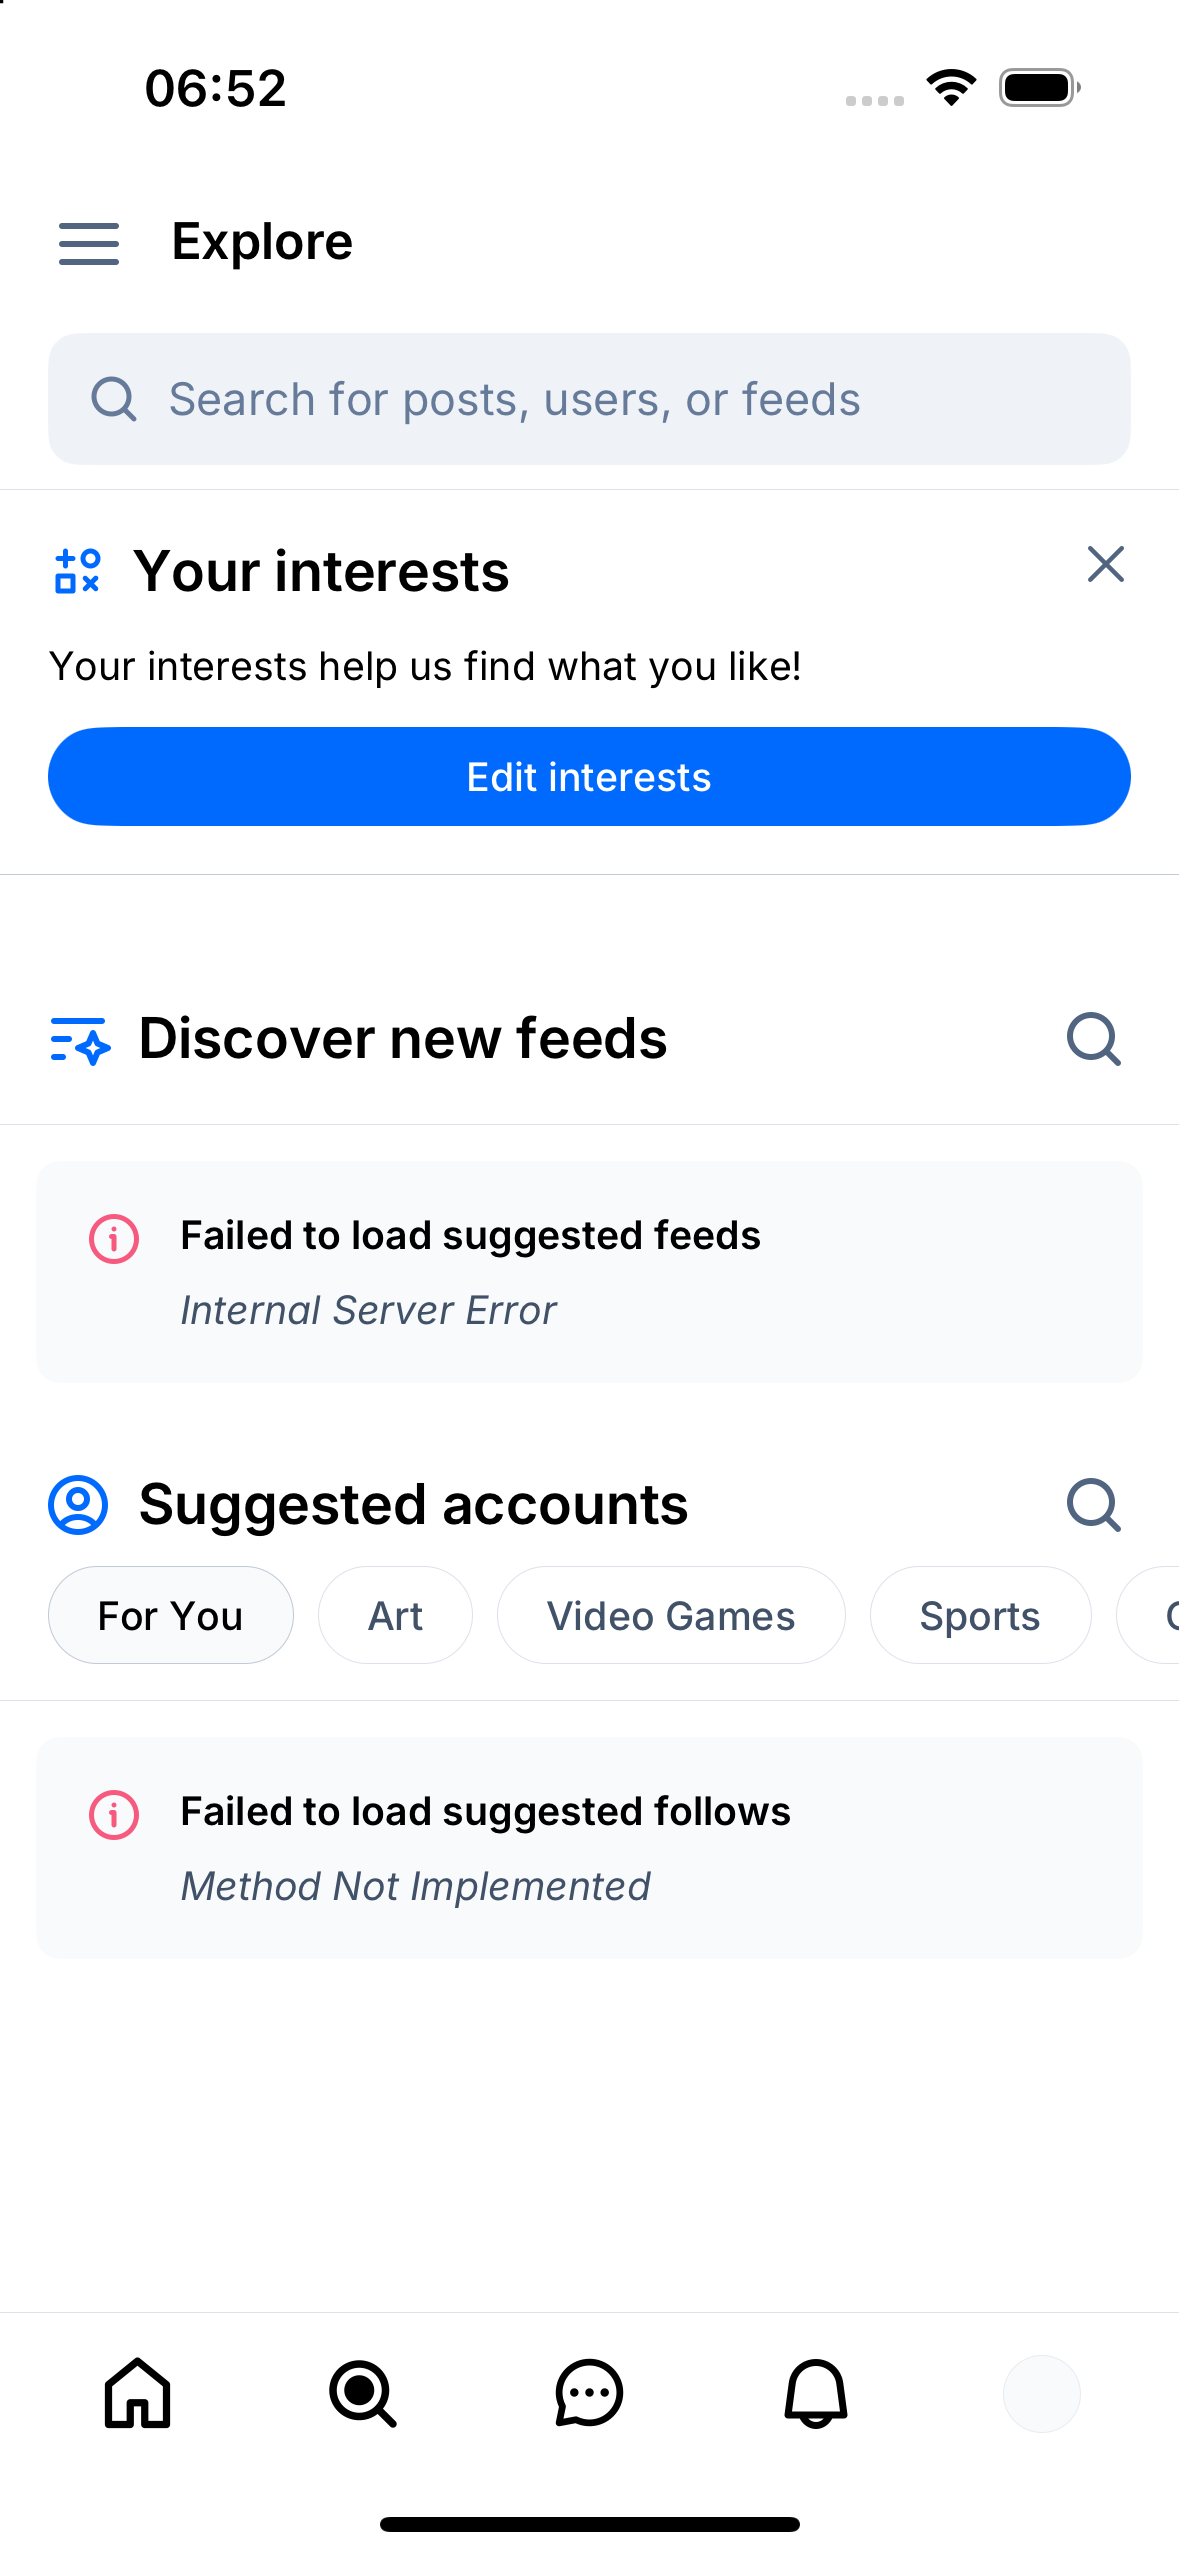 06:52
Explore
Search for posts, users, or feeds
Your interests
Your interests help us find what you like!
Edit interests
Discover new feeds
Failed to load suggested feeds
Internal Server Error
Suggested accounts
For You
Art
Video Games
Sports
Failed to load suggested follows
Method Not Implemented